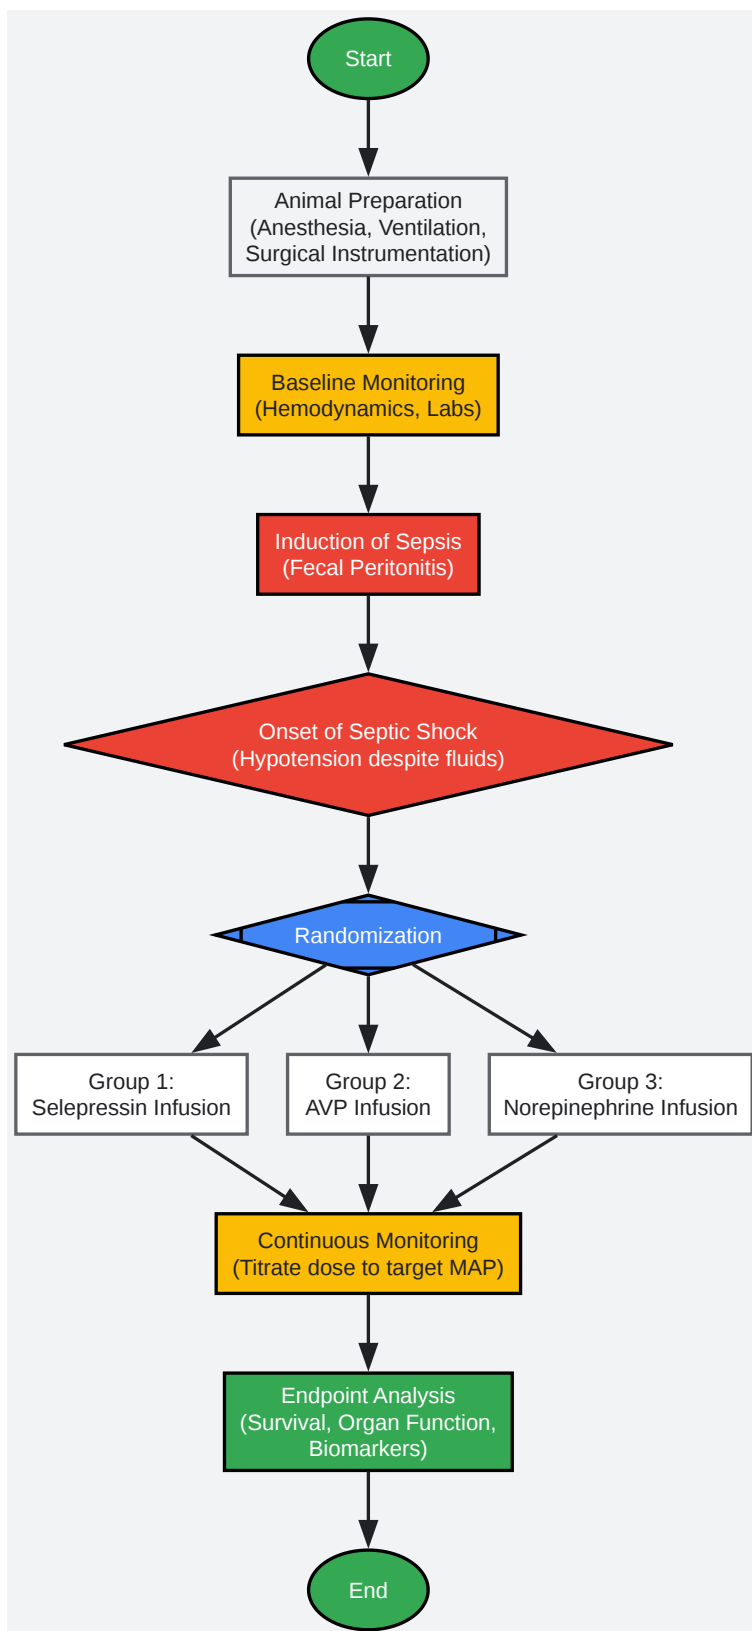 Start
Animal Preparation
(Anesthesia, Ventilation,
Surgical Instrumentation)
Baseline Monitoring
(Hemodynamics, Labs)
Induction of Sepsis
(Fecal Peritonitis)
Onset of Septic Shock
(Hypotension despite fluids)
Randomization
Group 1:
Selepressin Infusion
Group 2:
AVP Infusion
Group 3:
Norepinephrine Infusion
Continuous Monitoring
(Titrate dose to target MAP)
Endpoint Analysis
(Survival, Organ Function,
Biomarkers)
End